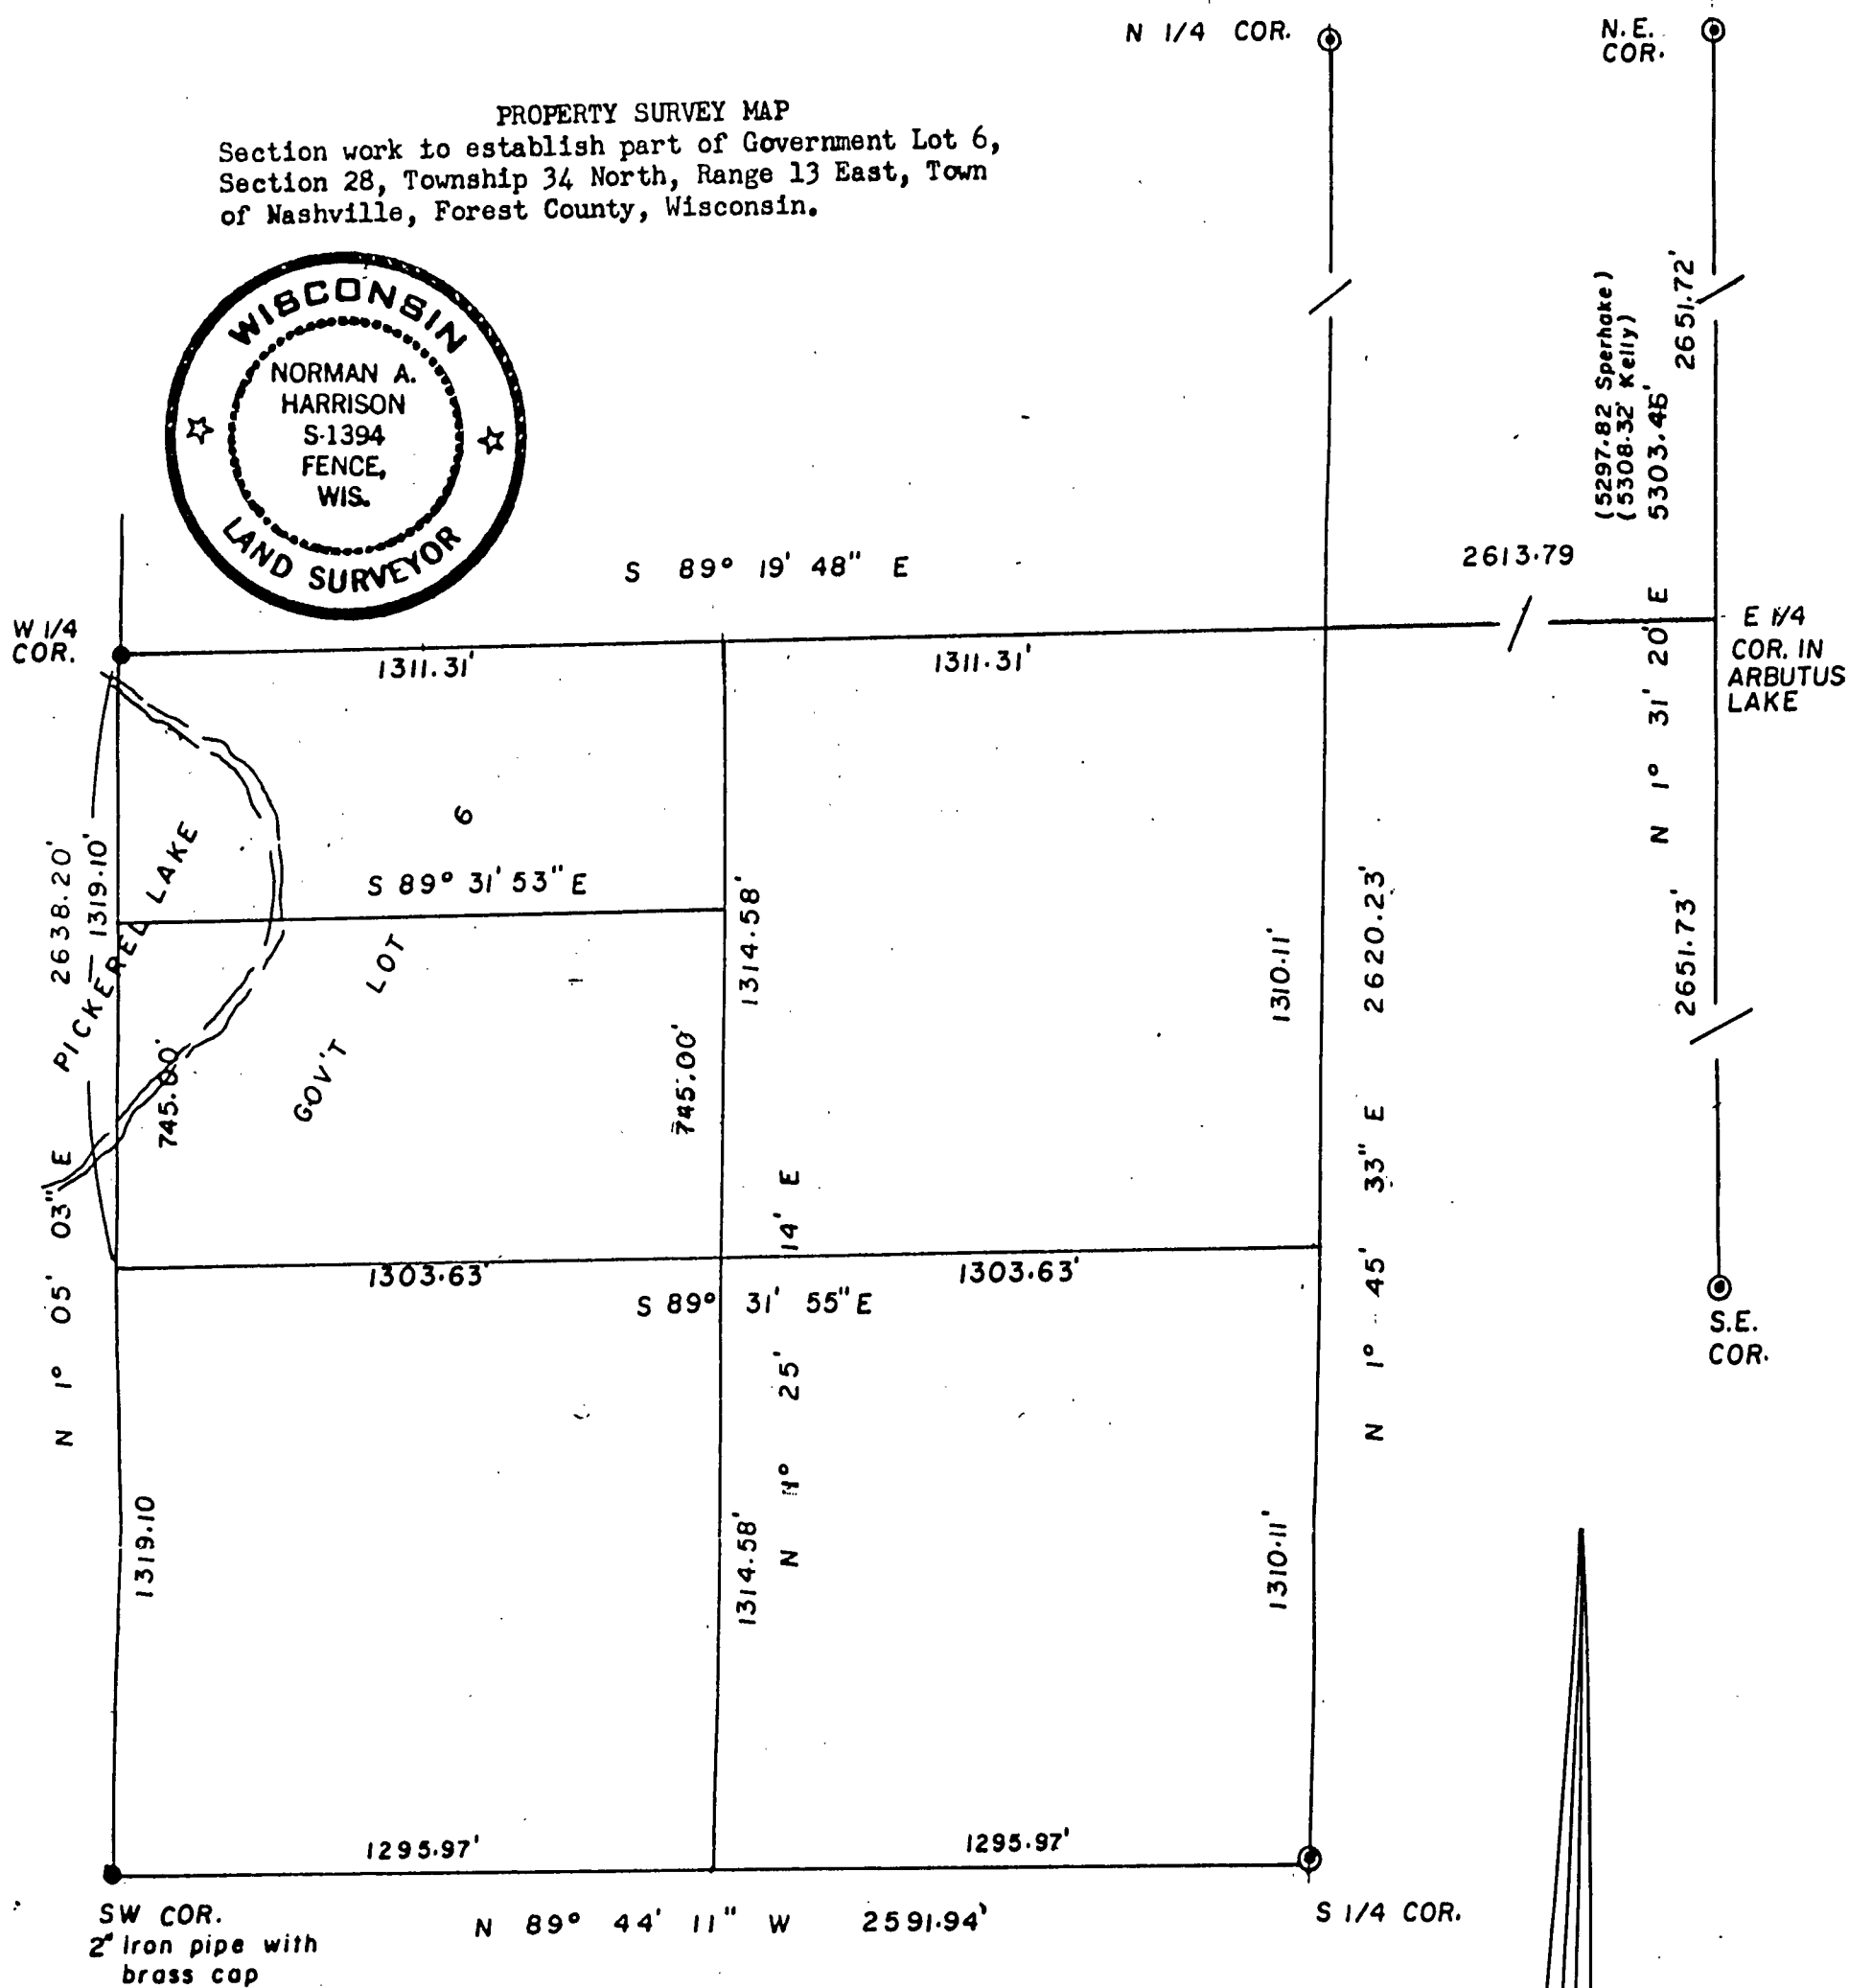 N 1/4 COR.
N.E.
COR.
PROPERTY SURVEY MAP
Section work to establish part of Government Lot 6,
Section 28, Township 34 North, Range 13 East, Town
of Nashville, Forest County, Wisconsin.
WISCONSIN
NORMAN A.
HARRISON
S-1394
FENCE,
WIS.
LAND SURVEYOR
(5297.82 Sperhake)
(5308.32' Kelly)
5303.45'
2651.72'
S 89° 19' 48" E
2613.79
W 1/4
COR.
1311.31'
1311.31'
E 1/4
COR. IN
ARBUTUS
LAKE
N 1° 31' 20" E
2651.73'
2638.20'
1319.10'
PICKEREL LAKE
GOV'T LOT 6
S 89° 31' 53" E
745.00'
745.00'
1314.58'
1310.11'
2620.23'
N 1° 05' 03" E
N 1° 25' 14" E
N 1° 45' 33" E
1303.63'
1303.63'
S 89° 31' 55" E
S.E.
COR.
1319.10
1314.58'
1310.11'
1295.97'
1295.97'
SW COR.
2" Iron pipe with
brass cap
N 89° 44' 11" W 2591.94'
S 1/4 COR.